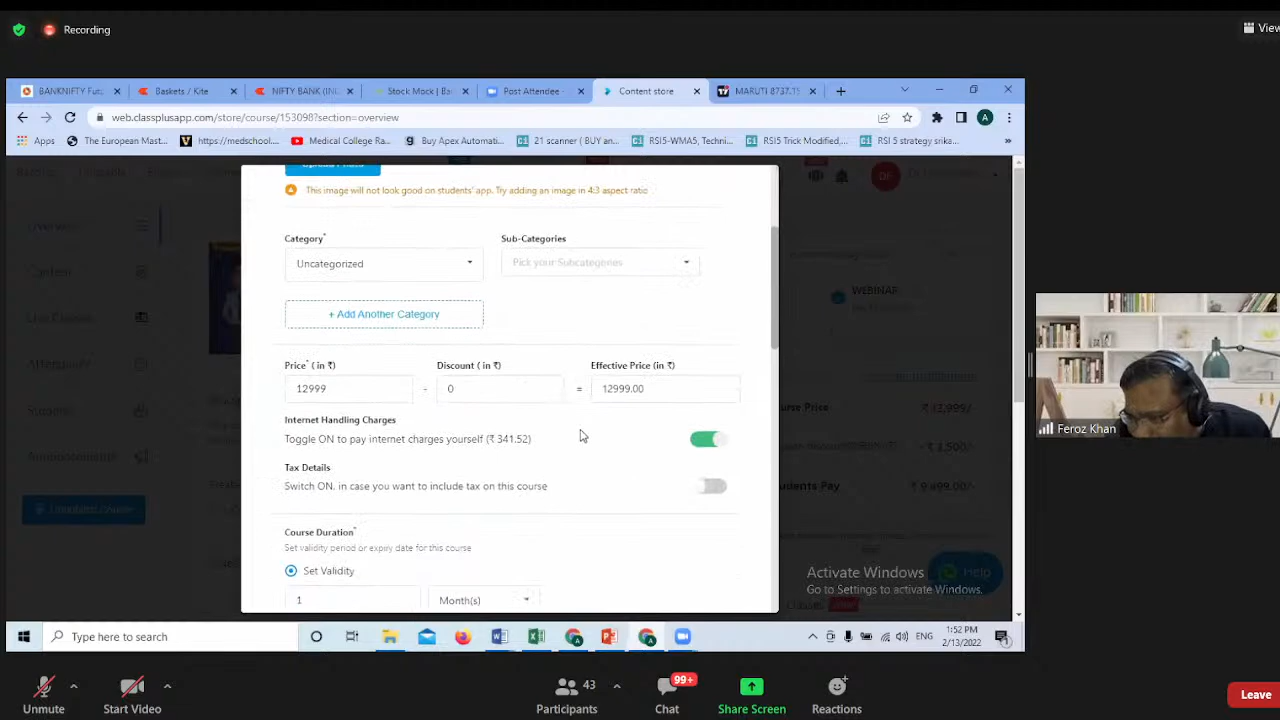 Recording
View
BANKNIFTY Futu
Baskets / Kite
NIFTY BANK (IND
Stock Mock | Ba
Post Attendee -
Content store
MARUTI 8737.15
web.classplusapp.com/store/course/153098?section=overview
Apps
The European Mast...
https://medschool....
Medical College Ra...
Buy Apex Automati...
21 scanner ( BUY an...
RSI5-WMA5, Techni...
RSI5 Trick Modified,...
RSI 5 strategy srika...
This image will not look good on students' app. Try adding an image in 4:3 aspect ratio
Category*
Sub-Categories
Uncategorized
Pick your Subcategories
WEBINAR
+ Add Another Category
Price* ( in ₹)
Discount ( in ₹)
Effective Price (in ₹)
12999
-
0
=
12999.00
Internet Handling Charges
Toggle ON to pay internet charges yourself (₹ 341.52)
Tax Details
Switch ON, in case you want to include tax on this course
Course Duration*
Set validity period or expiry date for this course
Set Validity
1
Month(s)
Activate Windows
Go to Settings to activate Windows.
Help
Feroz Khan
Type here to search
ENG
1:52 PM
2/13/2022
Unmute
Start Video
43
Participants
99+
Chat
Share Screen
Reactions
Leave